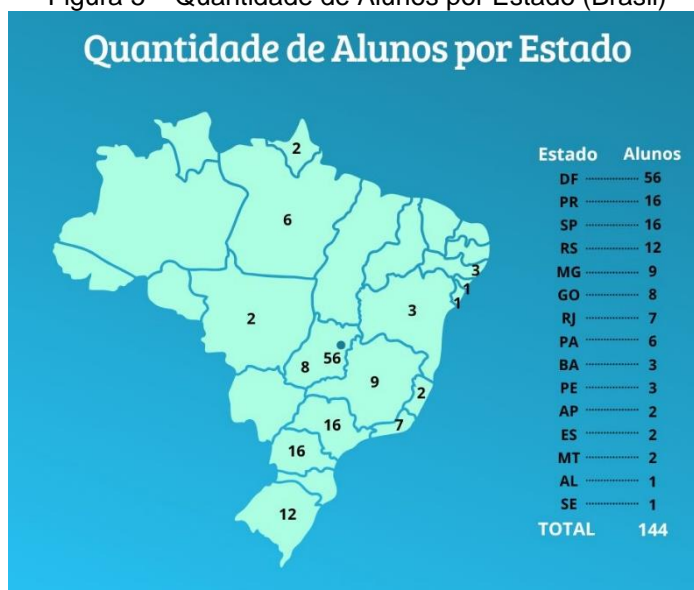 Figura 3 – Quantidade de Alunos por Estado (Brasil)
Quantidade de Alunos por Estado
Estado Alunos
DF 56
PR 16
SP 16
RS 12
MG 9
GO 8
RJ 7
PA 6
BA 3
PE 3
AP 2
ES 2
MT 2
AL 1
SE 1
TOTAL 144
2
6
3
1
1
3
2
56
8
9
2
16
7
16
12